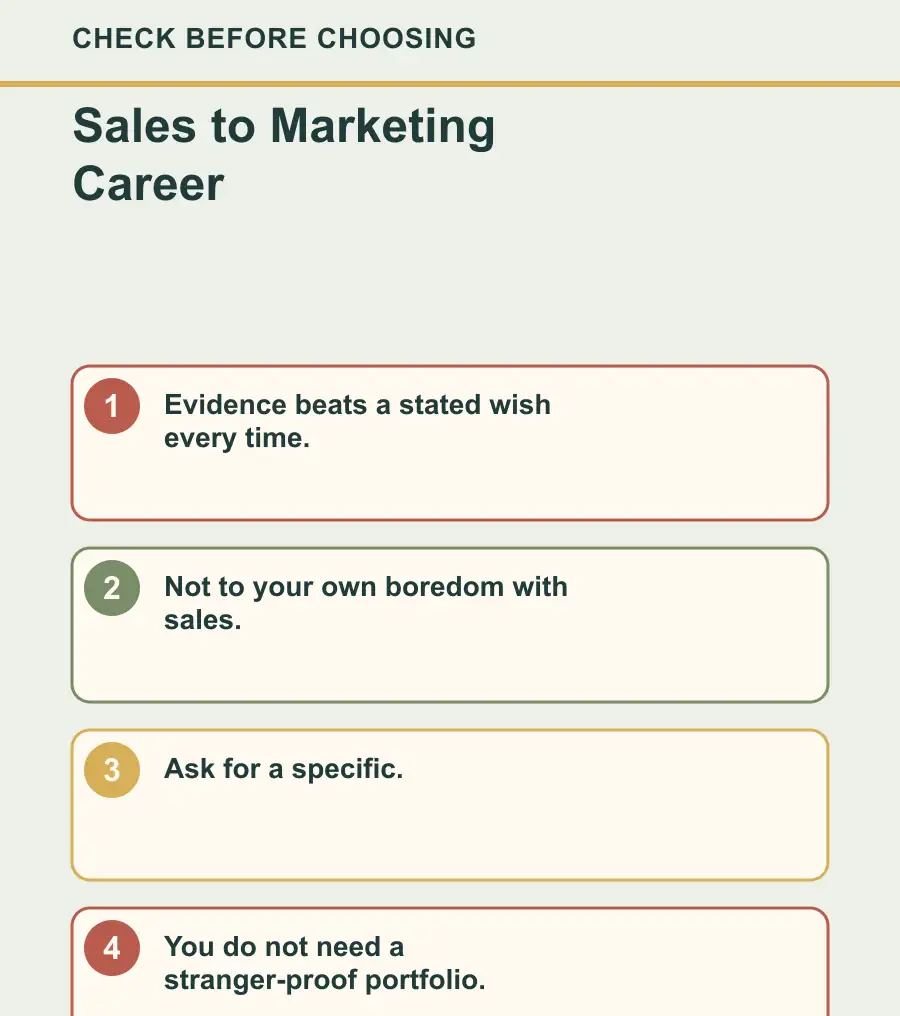 CHECK BEFORE CHOOSING
Sales to Marketing
Career
1
Evidence beats a stated wish
every time.
2
Not to your own boredom with
sales.
3
Ask for a specific.
4
You do not need a
stranger-proof portfolio.